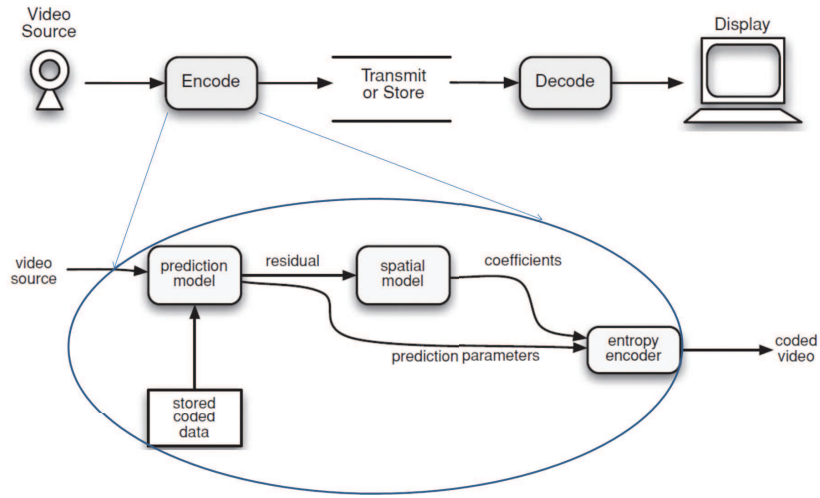 Video
Source
Display
Encode
Transmit
or Store
Decode
video
source
prediction
model
residual
spatial
model
coefficients
prediction parameters
entropy
encoder
coded
video
stored
coded
data